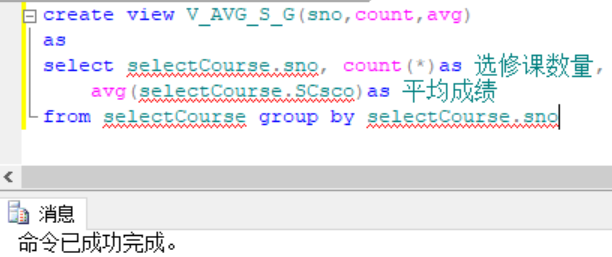 create view V_AVG_S_G(sno,count,avg)
as
select selectCourse.sno, count(*)as 选修课数量,
avg(selectCourse.SCsco)as 平均成绩
from selectCourse group by selectCourse.sno
消息
命令已成功完成。